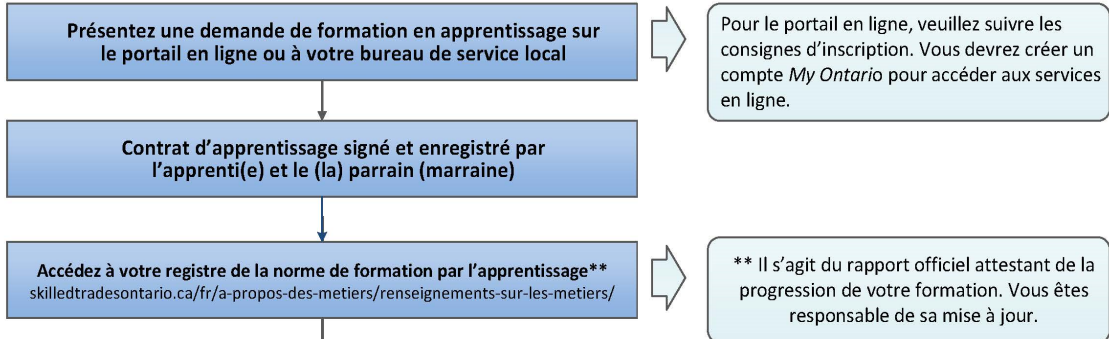 Présentez une demande de formation en apprentissage sur
le portail en ligne ou à votre bureau de service local
Pour le portail en ligne, veuillez suivre les
consignes d’inscription. Vous devrez créer un
compte My Ontario pour accéder aux services
en ligne.
Contrat d’apprentissage signé et enregistré par
l’apprenti(e) et le (la) parrain (marraine)
Accédez à votre registre de la norme de formation par l’apprentissage**
skilledtradesontario.ca/fr/a-propos-des-metiers/renseignements-sur-les-metiers/
** Il s’agit du rapport officiel attestant de la
progression de votre formation. Vous êtes
responsable de sa mise à jour.